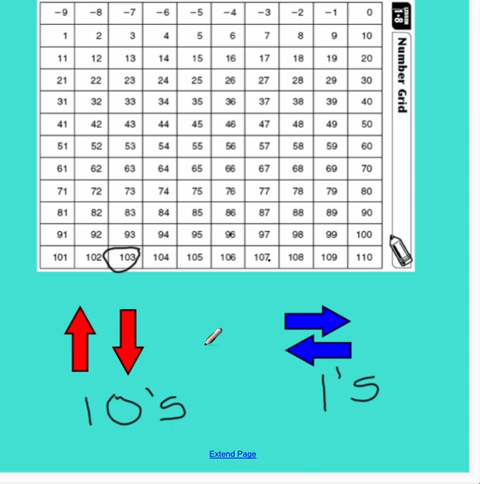 -9 -8 -7 -6 -5 -4 -3 -2 -1 0
1 2 3 4 5 6 7 8 9 10
11 12 13 14 15 16 17 18 19 20
21 22 23 24 25 26 27 28 29 30
31 32 33 34 35 36 37 38 39 40
41 42 43 44 45 46 47 48 49 50
51 52 53 54 55 56 57 58 59 60
61 62 63 64 65 66 67 68 69 70
71 72 73 74 75 76 77 78 79 80
81 82 83 84 85 86 87 88 89 90
91 92 93 94 95 96 97 98 99 100
101 102 103 104 105 106 107 108 109 110
LESSON
1·8
Number Grid
10's
1's
Extend Page